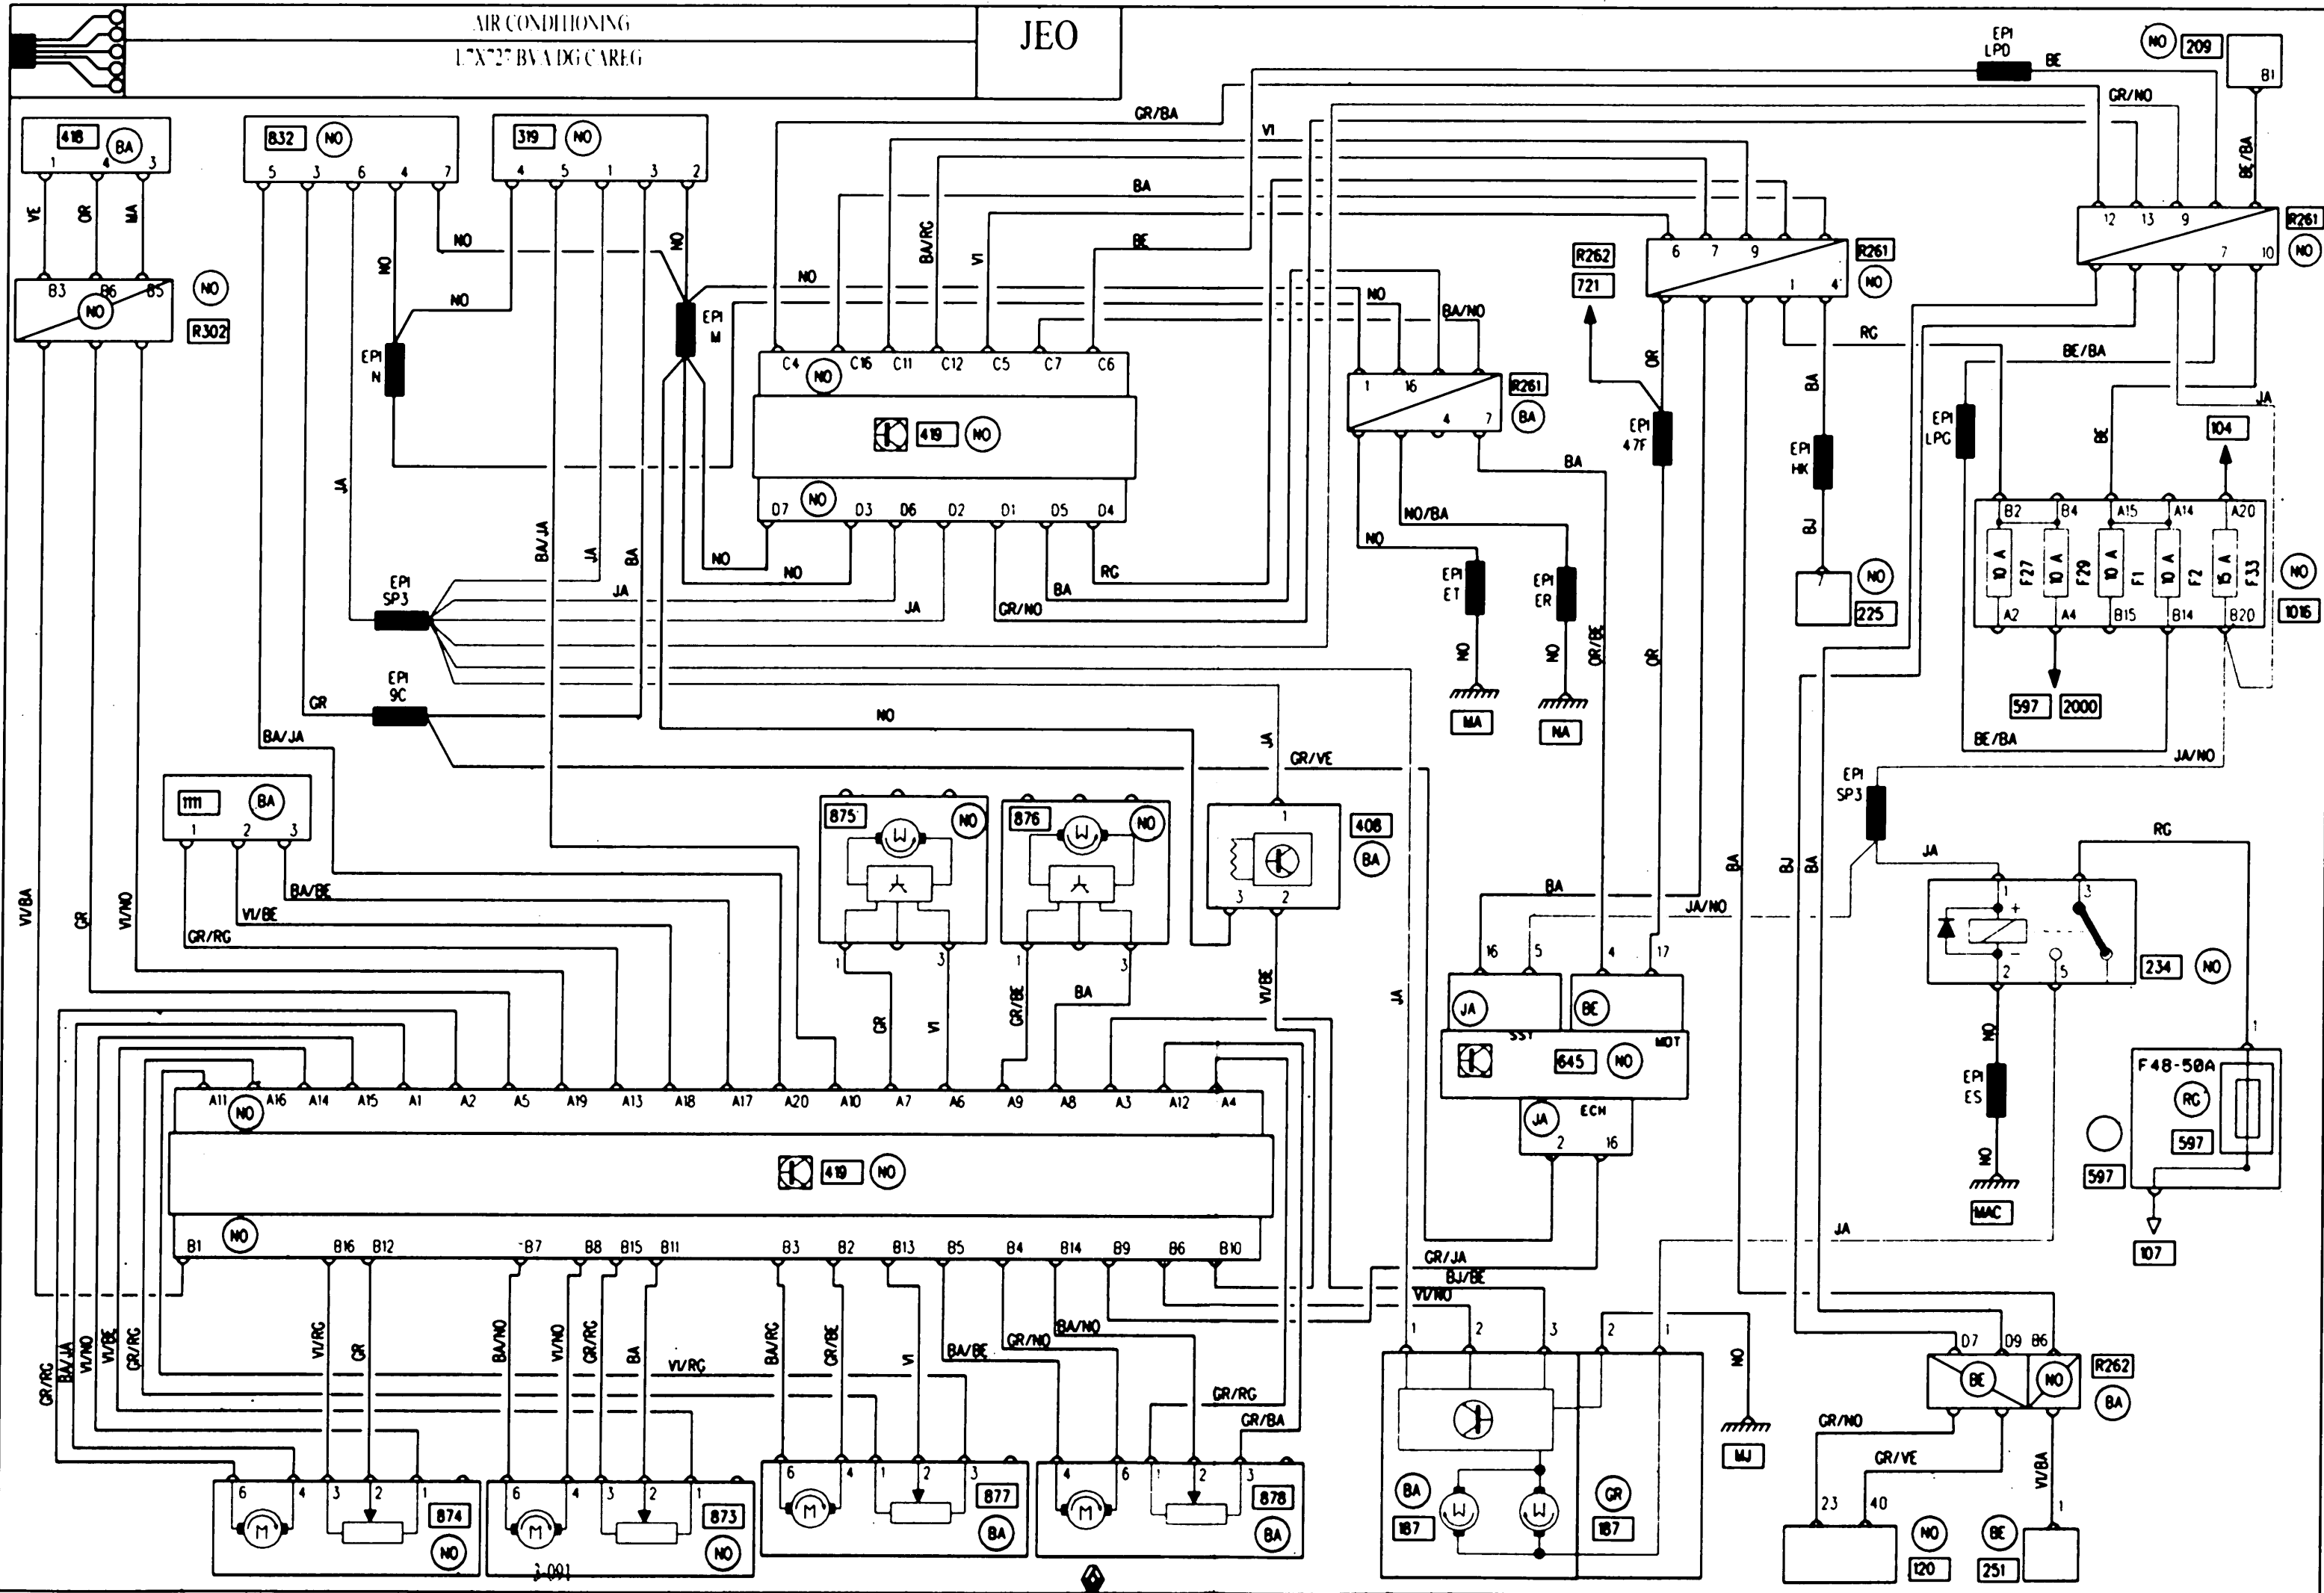 AIR CONDITIONING
JEO
EPI
LPD
BE
NO
209
B1
GR/NO
GR/BA
VI
BE/BA
418
BA
1 4 3
832
NO
5 3 6 4 7
319
NO
4 5 1 3 2
VE
OR
MA
NO
NO
NO
BA/RG
VI
BA
BE
NO
12 13 9 7 10
R261
NO
6 7 9 1 4
R261
NO
R262
721
B3 B6 B5
NO
NO
R302
NO
NO
BA/NO
RG
BE/BA
JA
EPI
N
EPI
M
C4 C16 C11 C12 C5 C7 C6
NO
1 16 4 7
R261
BA
OR
BA
EPI
47F
EPI
HK
EPI
LPG
BE
104
419
NO
BA
NO
D7 D3 D6 D2 D1 D5 D4
NO/BA
NO
JA
BA/JA
JA
BA
NO
NO
RG
BJ
B2 B4 A15 A14 A20
10 A
F27
10 A
F29
10 A
F1
10 A
F2
15 A
F33
NO
1016
A2 A4 B15 B14 B20
EPI
SP3
JA
JA
GR/NO
BA
EPI
ET
EPI
ER
7
NO
225
OR/BE
OR
NO
NO
EPI
9C
GR
NO
MA
NA
597
2000
BA/JA
JA
GR/VE
BE/BA
JA/NO
EPI
SP3
1111
BA
1 2 3
875
NO
876
NO
1
408
BA
3 2
RG
JA
BA/BE
VI/BE
GR/RG
VI/BA
GR
VI/NO
BA
JA/NO
BA
BJ
BA
1 3
+
-
2 5
234
NO
1 3
1 3
GR
VI
GR/BE
BA
VI/BE
JA
16 5 4 17
JA
BE
SST
MOT
645
NO
NO
1
F48-50A
RG
597
597
EPI
ES
NO
MAC
107
A11 A16 A14 A15 A1 A2 A5 A19 A13 A18 A17 A20 A10 A7 A6 A9 A8 A3 A12 A4
NO
JA
ECH
2 16
419
NO
NO
B1 B16 B12 B7 B8 B15 B11 B3 B2 B13 B5 B4 B14 B9 B6 B10
JA
GR/JA
BJ/BE
VI/NO
GR/RG
BA/JA
VI/NO
VI/BE
GR/RG
VI/RG
GR
BA/NO
VI/NO
GR/RG
BA
VI/RG
BA/RG
GR/BE
VI
BA/BE
GR/NO
BA/NO
GR/RG
GR/BA
1 2 3 2 1
NO
D7 D9 B6
BE
NO
R262
BA
MJ
GR/NO
GR/VE
VI/BA
6 4 3 2 1
M
874
NO
6 4 3 2 1
M
873
NO
6 4 1 2 3
M
877
BA
4 6 1 2 3
M
878
BA
BA
187
GR
187
23 40
NO
120
BE
251
1
3-091